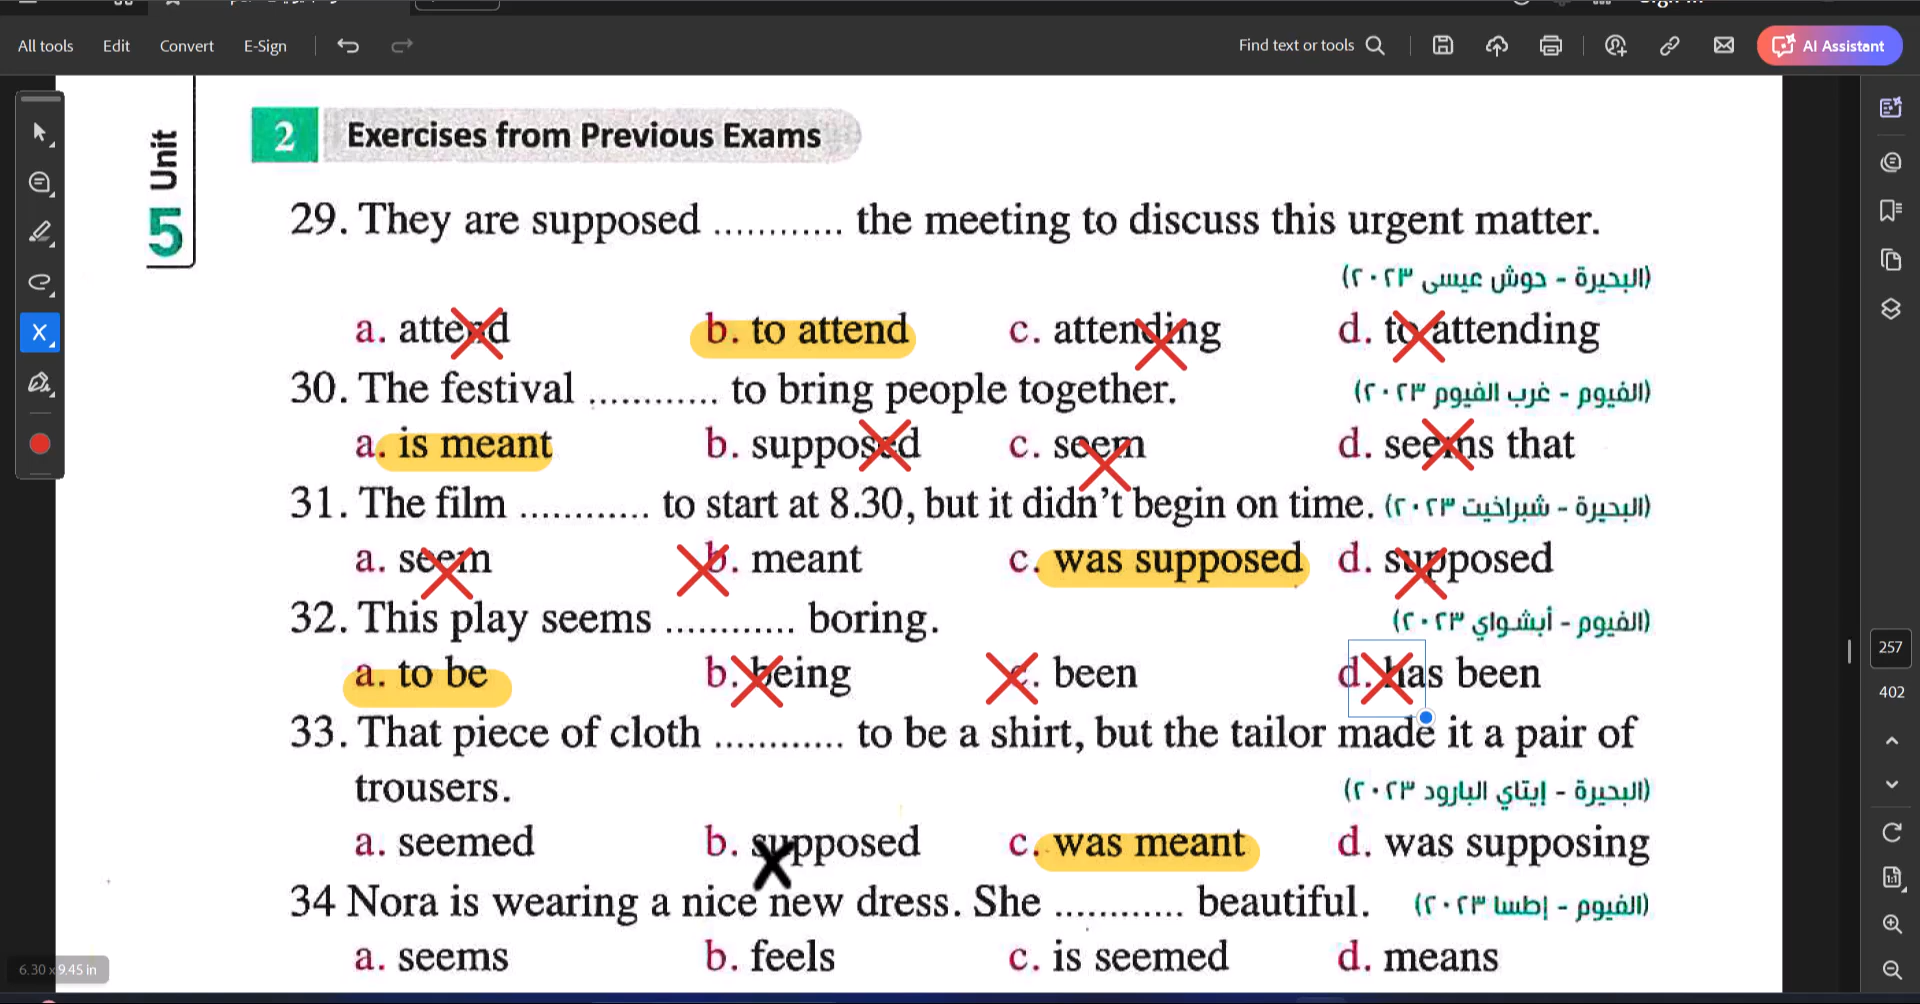 All tools Edit Convert E-Sign Find text or tools AI Assistant
Unit 5
2 Exercises from Previous Exams
29. They are supposed ............ the meeting to discuss this urgent matter.
(البحيرة - حوش عيسى ٢٠٢٣)
a. attend b. to attend c. attending d. to attending
30. The festival ............ to bring people together. (الفيوم - غرب الفيوم ٢٠٢٣)
a. is meant b. supposed c. seem d. seems that
31. The film ............ to start at 8.30, but it didn't begin on time. (البحيرة - شبراخيت ٢٠٢٣)
a. seem b. meant c. was supposed d. supposed
32. This play seems ............ boring. (الفيوم - أبشواي ٢٠٢٣)
a. to be b. being c. been d. has been
33. That piece of cloth ............ to be a shirt, but the tailor made it a pair of
trousers. (البحيرة - إيتاي البارود ٢٠٢٣)
a. seemed b. supposed c. was meant d. was supposing
34 Nora is wearing a nice new dress. She ............ beautiful. (الفيوم - إطسا ٢٠٢٣)
a. seems b. feels c. is seemed d. means
257
402
1:1
6.30 x 9.45 in